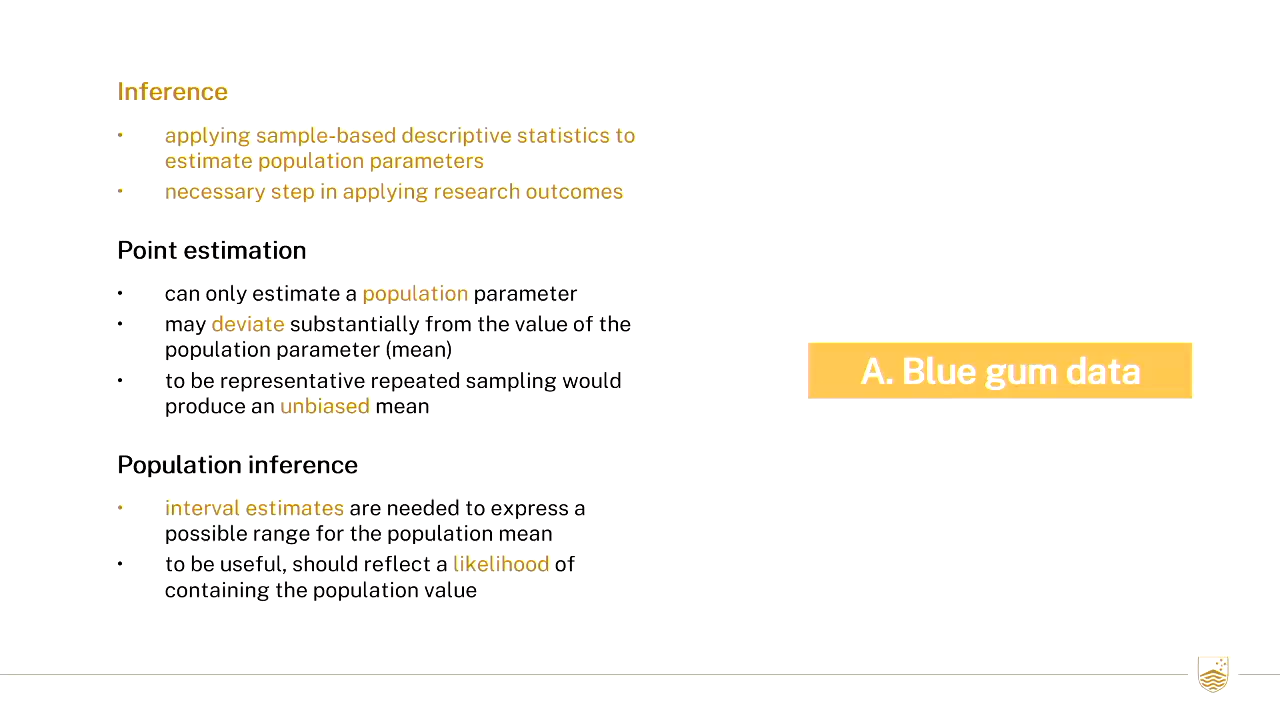 Inference
• applying sample-based descriptive statistics to
estimate population parameters
• necessary step in applying research outcomes
Point estimation
• can only estimate a population parameter
• may deviate substantially from the value of the
population parameter (mean)
• to be representative repeated sampling would
produce an unbiased mean
Population inference
• interval estimates are needed to express a
possible range for the population mean
• to be useful, should reflect a likelihood of
containing the population value
A. Blue gum data